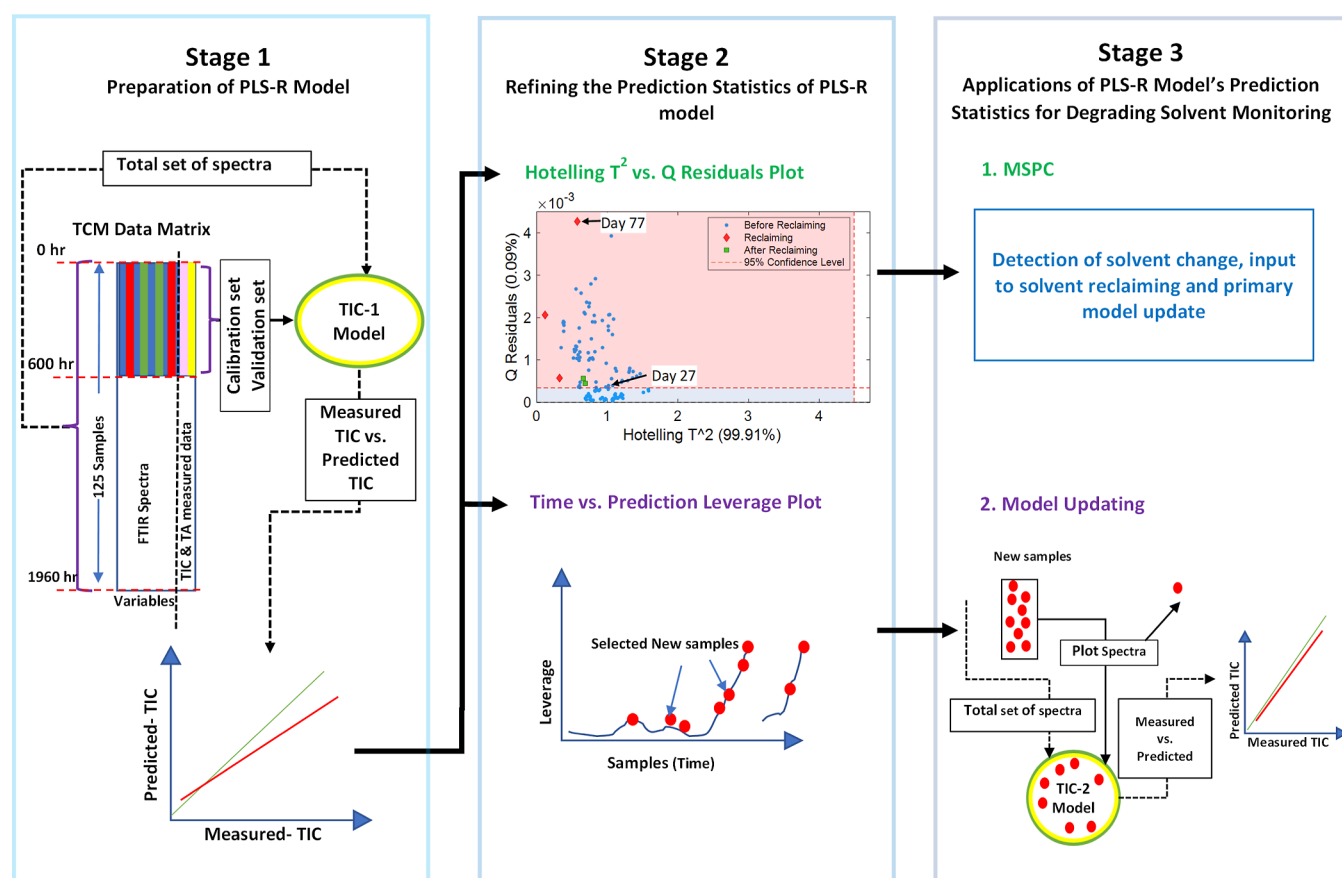 Stage 1
Preparation of PLS-R Model
Total set of spectra
TCM Data Matrix
0 hr
600 hr
1960 hr
125 Samples
FTIR Spectra
TIC & TA measured data
Variables
Calibration set
Validation set
TIC-1
Model
Measured
TIC vs.
Predicted
TIC
Predicted- TIC
Measured- TIC
Stage 2
Refining the Prediction Statistics of PLS-R
model
Hotelling T² vs. Q Residuals Plot
×10⁻³
4
3
2
1
0
Q Residuals (0.09%)
Day 77
Before Reclaiming
Reclaiming
After Reclaiming
95% Confidence Level
Day 27
0 1 2 3 4
Hotelling T^2 (99.91%)
Time vs. Prediction Leverage Plot
Selected New samples
Leverage
Samples (Time)
Stage 3
Applications of PLS-R Model’s Prediction
Statistics for Degrading Solvent Monitoring
1. MSPC
Detection of solvent change, input
to solvent reclaiming and primary
model update
2. Model Updating
New samples
Plot Spectra
Total set of spectra
Measured
vs.
Predicted
TIC-2
Model
Predicted TIC
Measured TIC